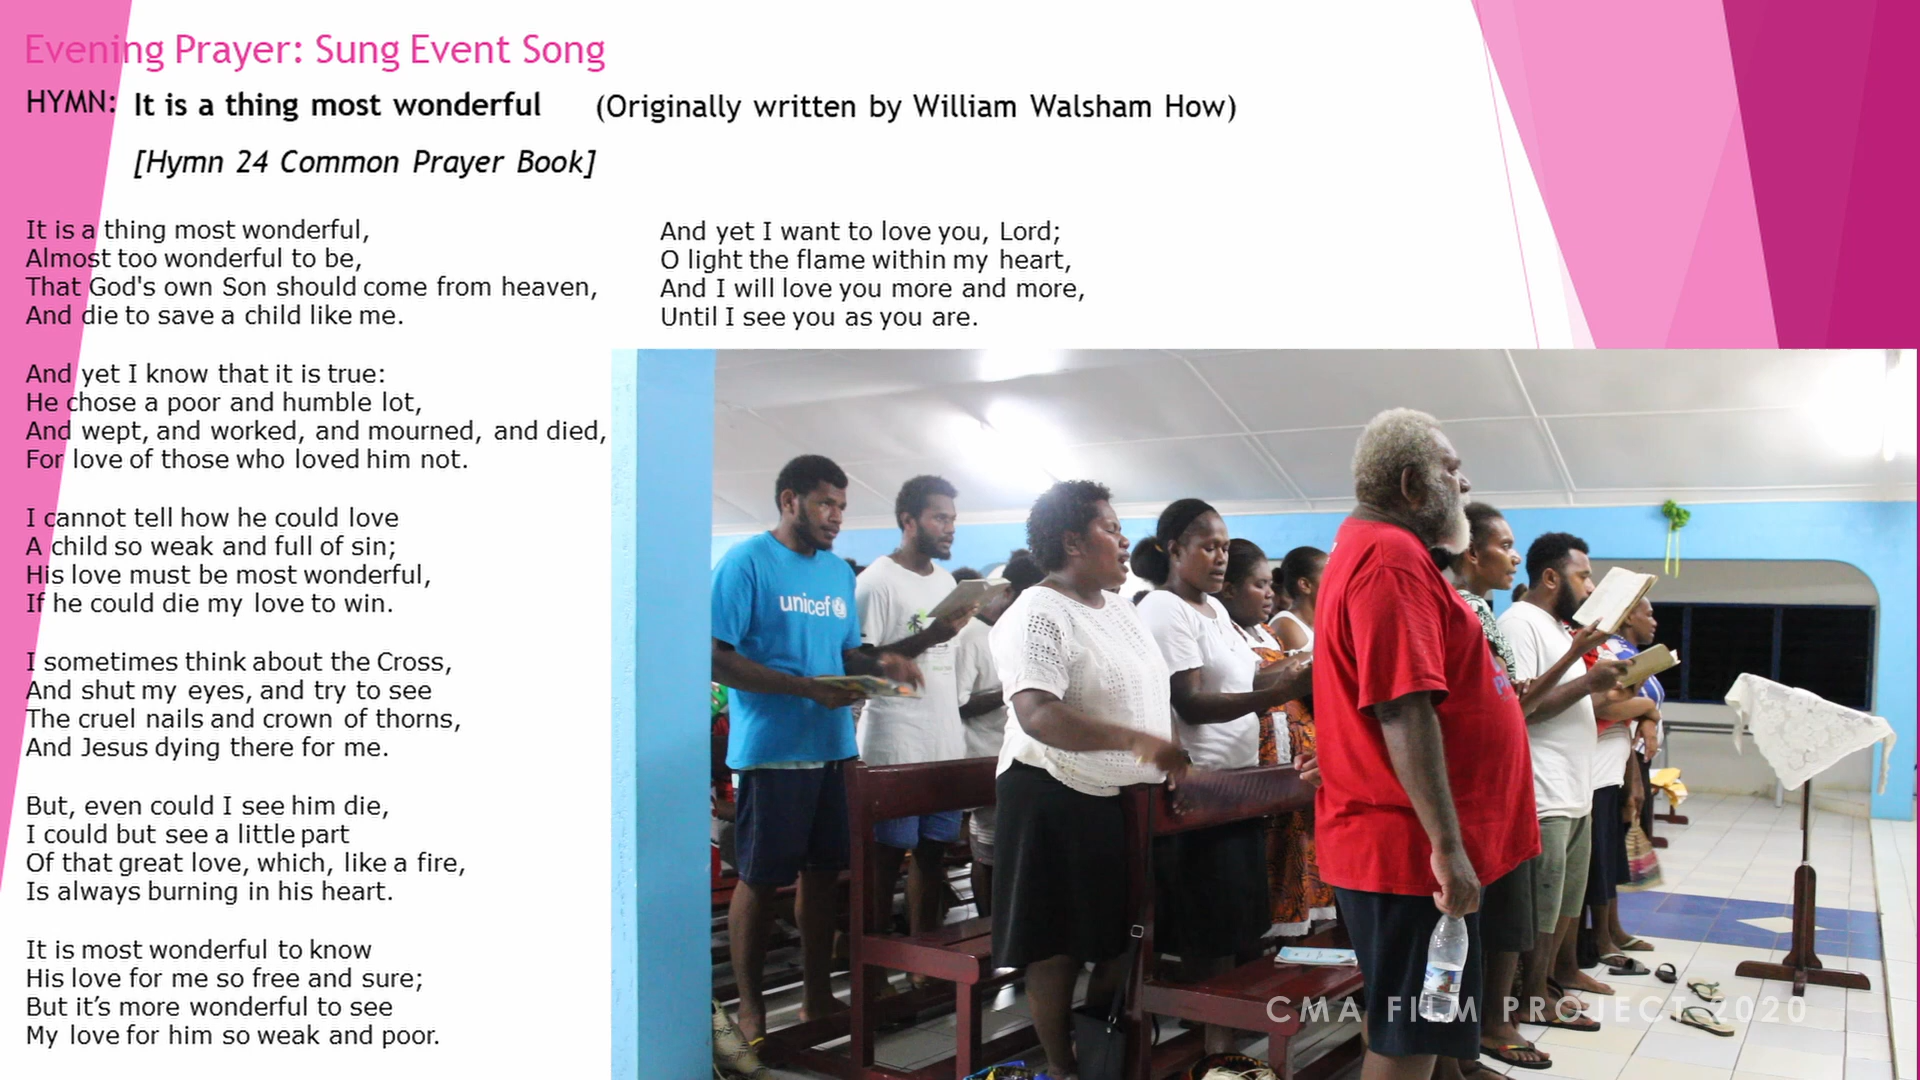 Evening Prayer: Sung Event Song
HYMN: It is a thing most wonderful (Originally written by William Walsham How)
[Hymn 24 Common Prayer Book]
It is a thing most wonderful,
Almost too wonderful to be,
That God's own Son should come from heaven,
And die to save a child like me.
And yet I know that it is true:
He chose a poor and humble lot,
And wept, and worked, and mourned, and died,
For love of those who loved him not.
I cannot tell how he could love
A child so weak and full of sin;
His love must be most wonderful,
If he could die my love to win.
I sometimes think about the Cross,
And shut my eyes, and try to see
The cruel nails and crown of thorns,
And Jesus dying there for me.
But, even could I see him die,
I could but see a little part
Of that great love, which, like a fire,
Is always burning in his heart.
It is most wonderful to know
His love for me so free and sure;
But it’s more wonderful to see
My love for him so weak and poor.
And yet I want to love you, Lord;
O light the flame within my heart,
And I will love you more and more,
Until I see you as you are.
unicef
CMA FILM PROJECT 2020